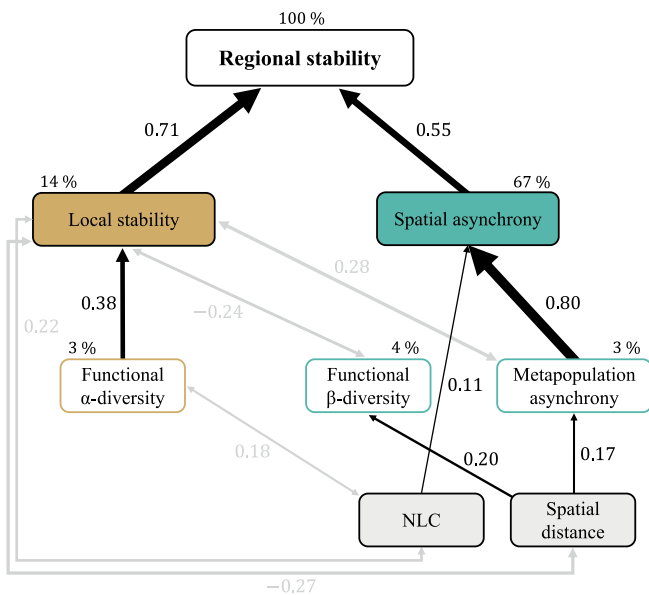 100 %
Regional stability
0.71
0.55
14 %
67 %
Local stability
Spatial asynchrony
0.28
0.38
−0.24
0.80
0.22
3 %
4 %
3 %
Functional
α-diversity
Functional
β-diversity
Metapopulation
asynchrony
0.11
0.18
0.20
0.17
NLC
Spatial
distance
−0.27